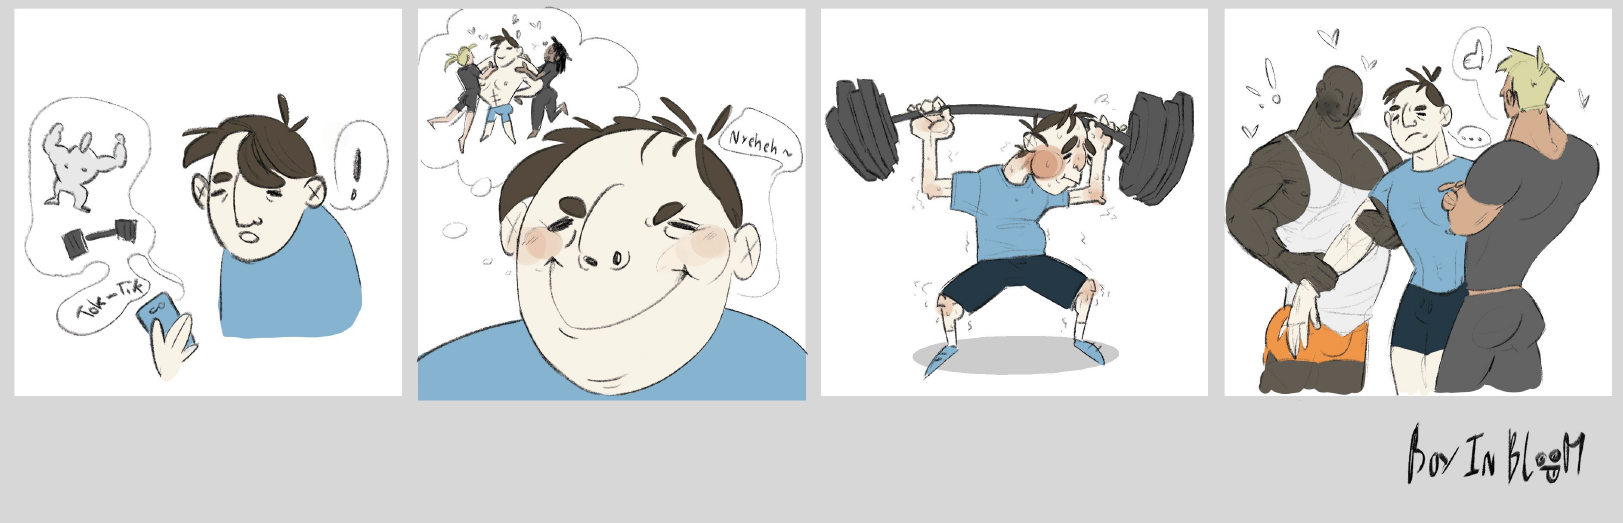 !
Tok-Tik
Nyeheh~
!
...
Boy In Bloom